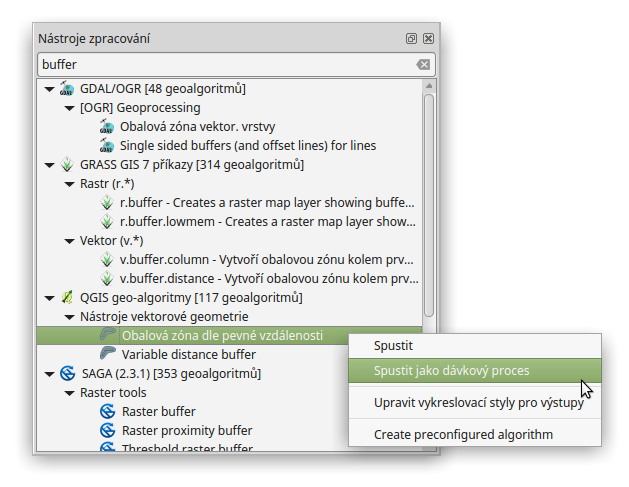 Nástroje zpracování
buffer
GDAL/OGR [48 geoalgoritmů]
[OGR] Geoprocessing
Obalová zóna vektor. vrstvy
Single sided buffers (and offset lines) for lines
GRASS GIS 7 příkazy [314 geoalgoritmů]
Rastr (r.*)
r.buffer - Creates a raster map layer showing buffe...
r.buffer.lowmem - Creates a raster map layer show...
Vektor (v.*)
v.buffer.column - Vytvoří obalovou zónu kolem prv...
v.buffer.distance - Vytvoří obalovou zónu kolem prv...
QGIS geo-algoritmy [117 geoalgoritmů]
Nástroje vektorové geometrie
Obalová zóna dle pevné vzdálenosti
Variable distance buffer
SAGA (2.3.1) [353 geoalgoritmů]
Raster tools
Raster buffer
Raster proximity buffer
Threshold raster buffer
Spustit
Spustit jako dávkový proces
Upravit vykreslovací styly pro výstupy
Create preconfigured algorithm